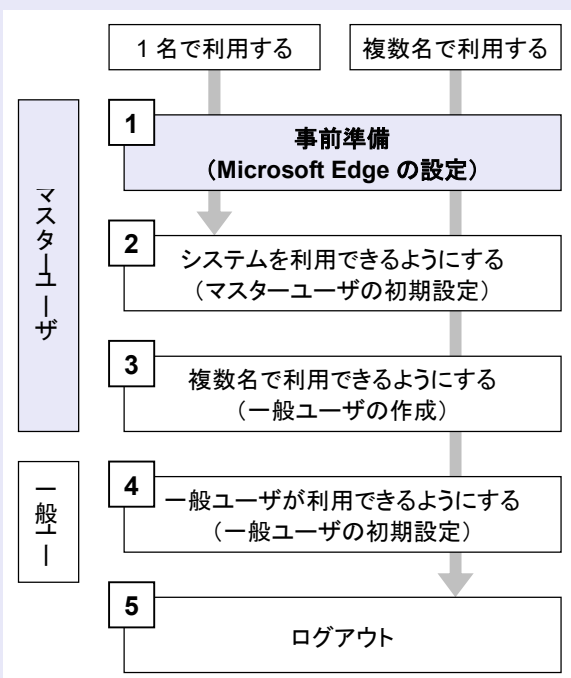 1 名で利用する
複数名で利用する
マスターユーザ
1
事前準備
（Microsoft Edge の設定）
2
システムを利用できるようにする
（マスターユーザの初期設定）
3
複数名で利用できるようにする
（一般ユーザの作成）
一般ユー
4
一般ユーザが利用できるようにする
（一般ユーザの初期設定）
5
ログアウト